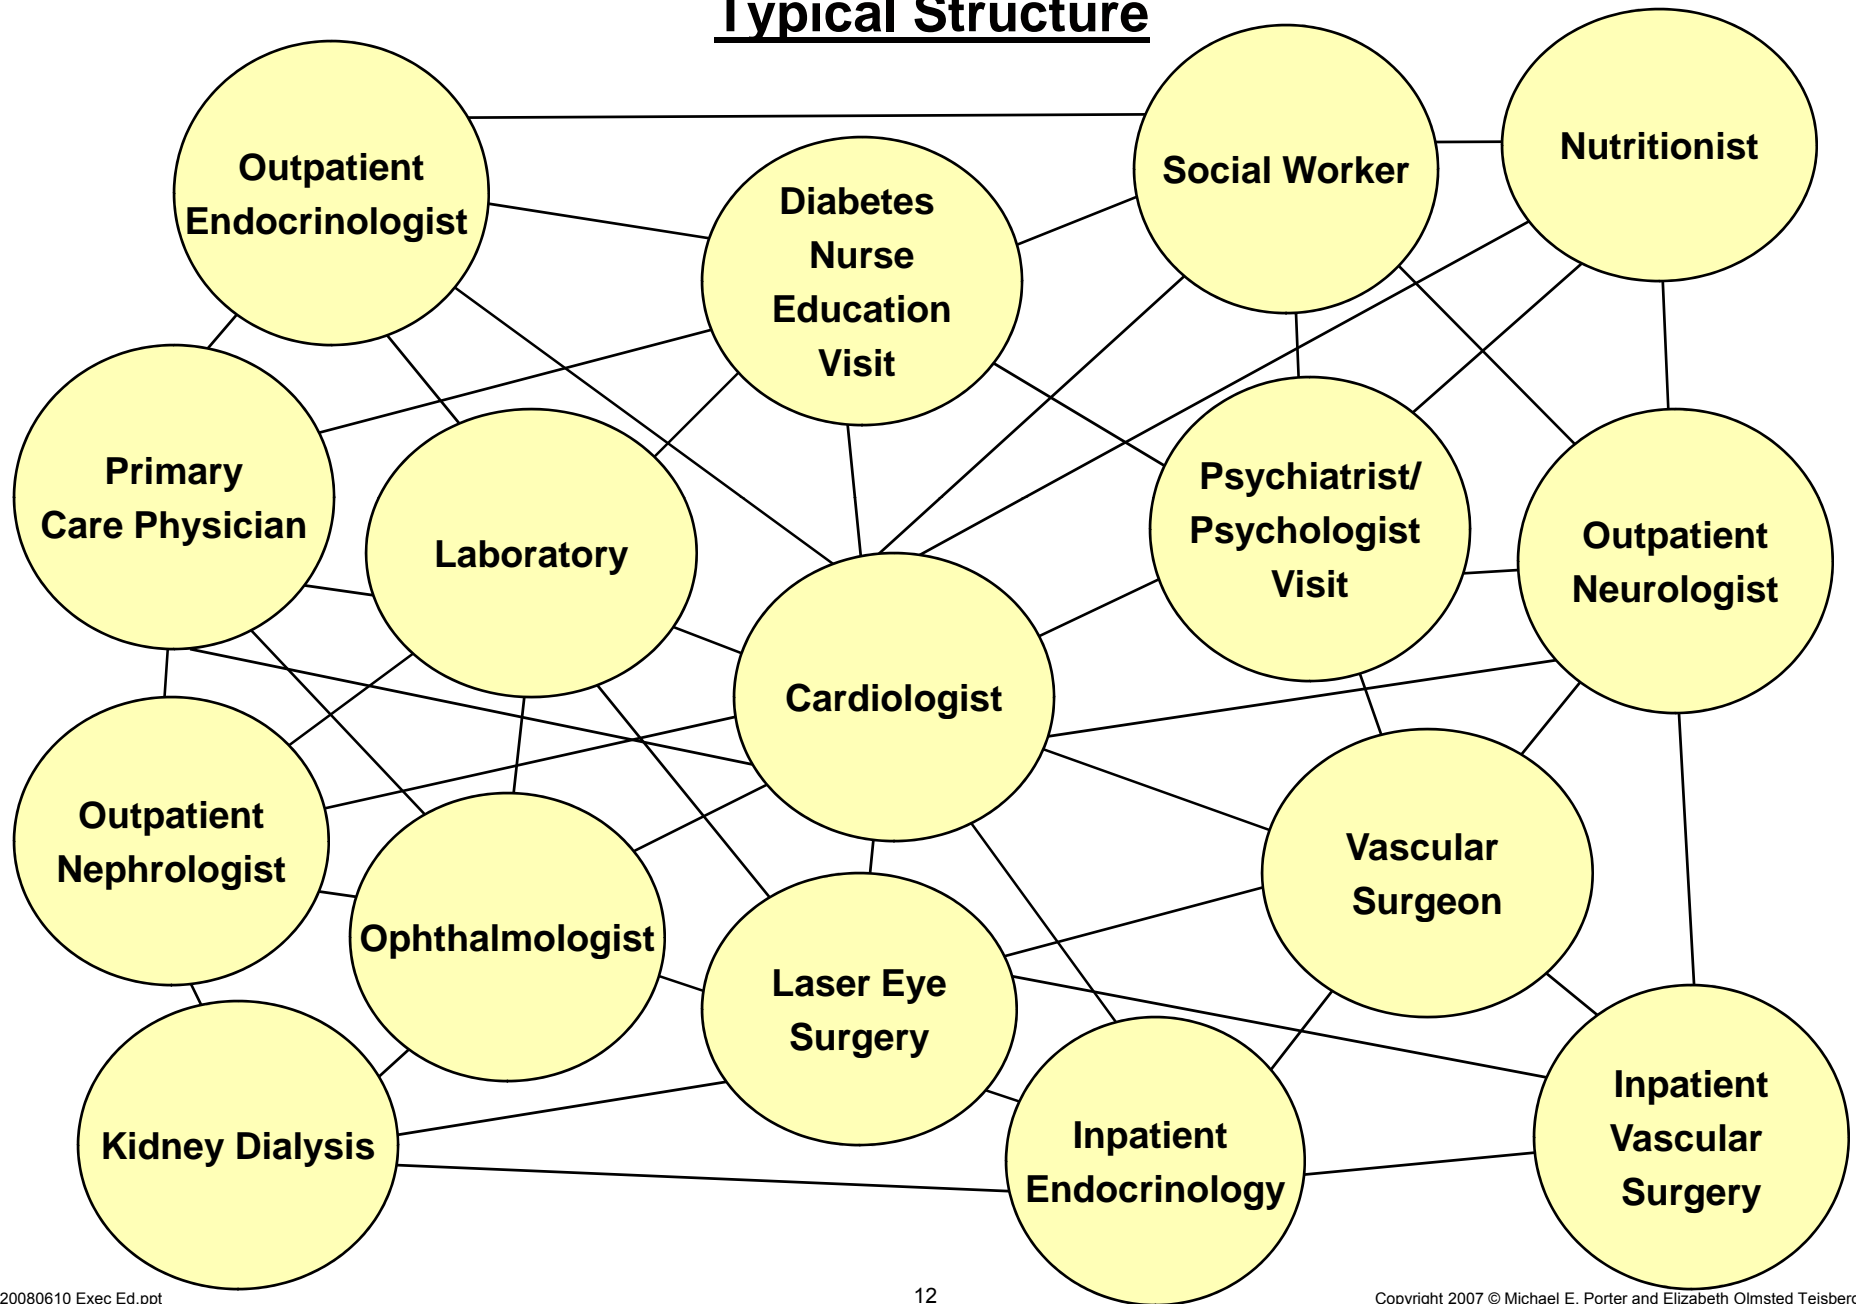 Typical Structure
Outpatient
Endocrinologist
Diabetes
Nurse
Education
Visit
Social Worker
Nutritionist
Primary
Care Physician
Laboratory
Psychiatrist/
Psychologist
Visit
Outpatient
Neurologist
Cardiologist
Outpatient
Nephrologist
Ophthalmologist
Vascular
Surgeon
Laser Eye
Surgery
Kidney Dialysis
Inpatient
Endocrinology
Inpatient
Vascular
Surgery
20080610 Exec Ed.ppt
12
Copyright 2007 © Michael E. Porter and Elizabeth Olmsted Teisberg